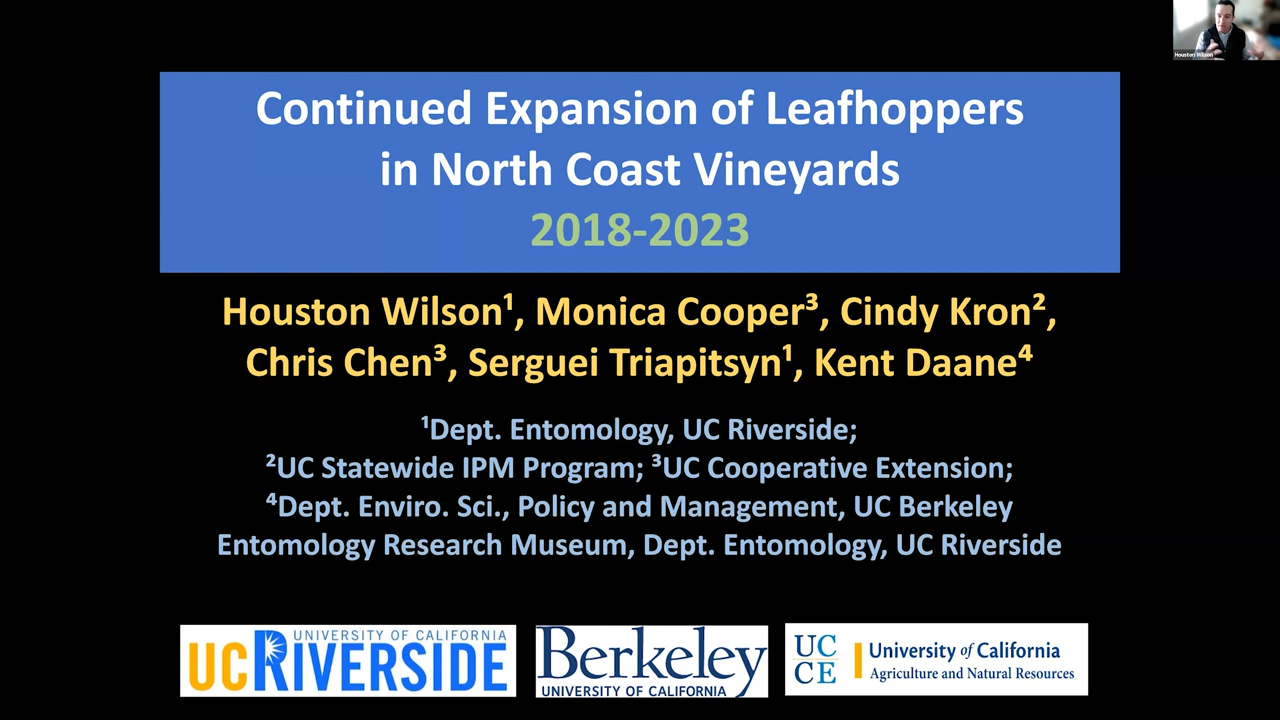 Houston Wilson
Continued Expansion of Leafhoppers
in North Coast Vineyards
2018-2023
Houston Wilson¹, Monica Cooper³, Cindy Kron²,
Chris Chen³, Serguei Triapitsyn¹, Kent Daane⁴
¹Dept. Entomology, UC Riverside;
²UC Statewide IPM Program; ³UC Cooperative Extension;
⁴Dept. Enviro. Sci., Policy and Management, UC Berkeley
Entomology Research Museum, Dept. Entomology, UC Riverside
UNIVERSITY OF CALIFORNIA
UCRIVERSIDE
Berkeley
UNIVERSITY OF CALIFORNIA
UC
CE
University of California
Agriculture and Natural Resources